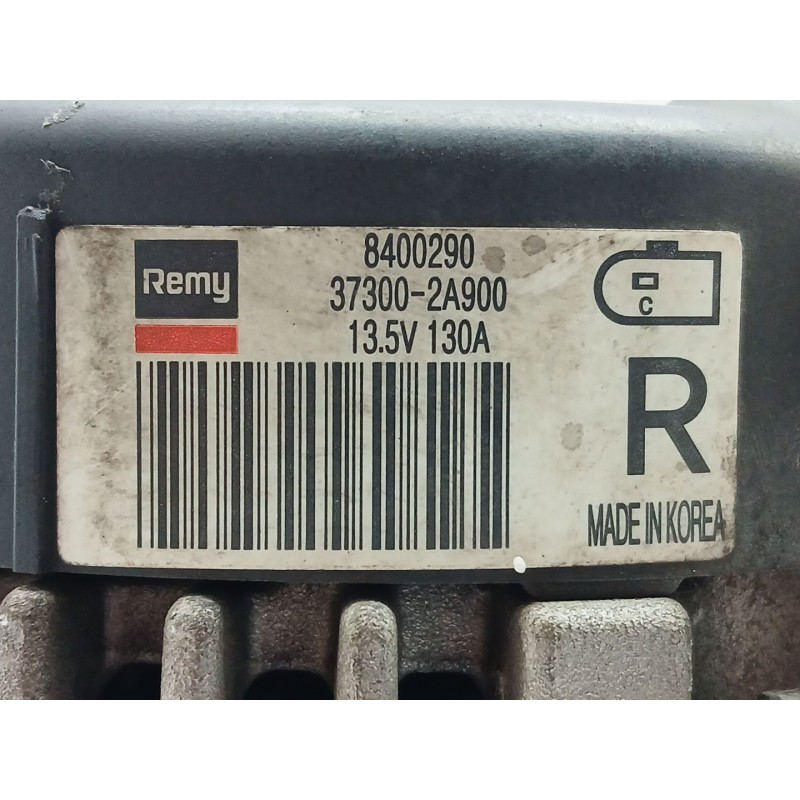 Remy
8400290
37300-2A900
13.5V 130A
C
R
MADE IN KOREA